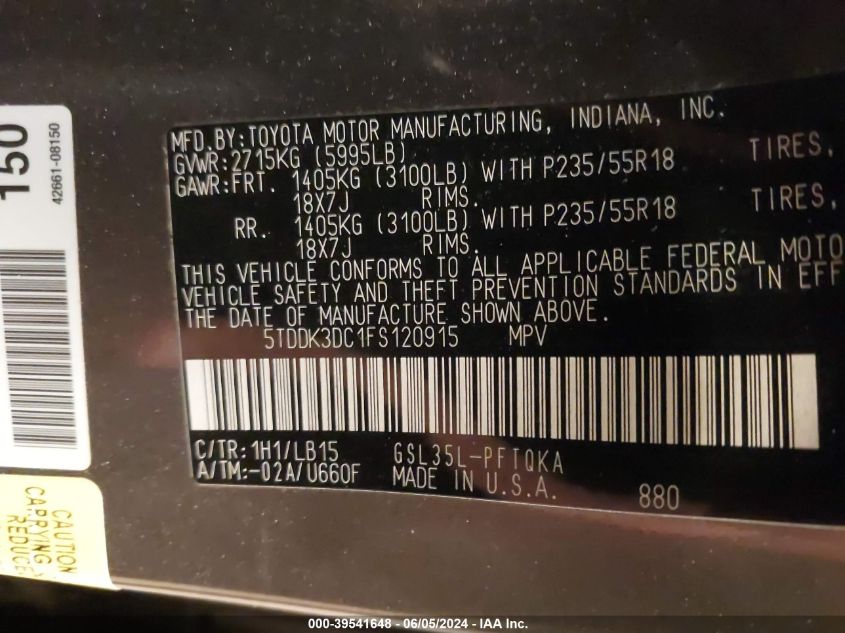 MFD.BY:TOYOTA MOTOR MANUFACTURING, INDIANA, INC.
GVWR:2715KG (5995LB)
GAWR:FRT. 1405KG (3100LB) WITH P235/55R18 TIRES,
18X7J RIMS.
RR. 1405KG (3100LB) WITH P235/55R18 TIRES,
18X7J RIMS.
THIS VEHICLE CONFORMS TO ALL APPLICABLE FEDERAL MOTO
VEHICLE SAFETY AND THEFT PREVENTION STANDARDS IN EFF
THE DATE OF MANUFACTURE SHOWN ABOVE.
5TDDK3DC1FS120915 MPV
C/TR:1H1/LB15 GSL35L-PFTQKA
A/TM:-02A/U660F MADE IN U.S.A.
880
150
42661-08150
CAUTION
CARRYING
REDUCE
000-39541648 - 06/05/2024 - IAA Inc.